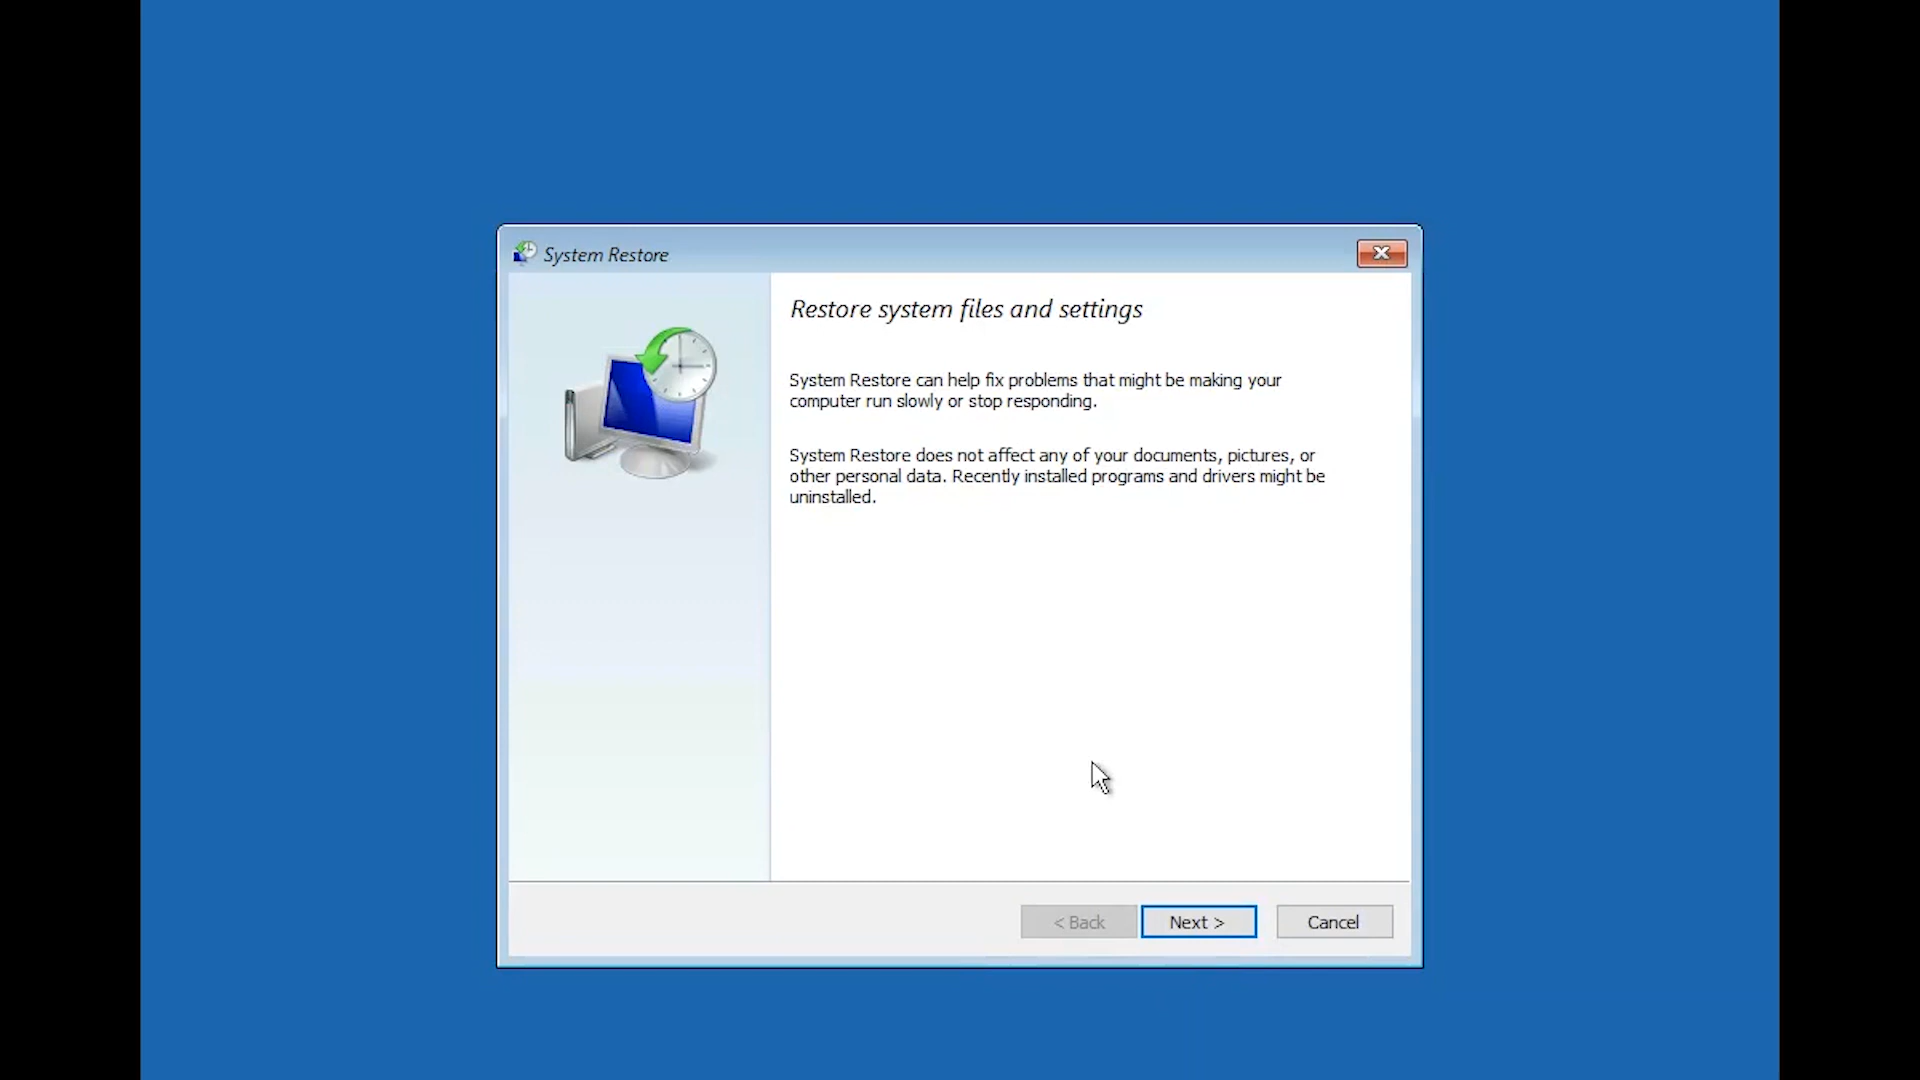 System Restore
Restore system files and settings
System Restore can help fix problems that might be making your
computer run slowly or stop responding.
System Restore does not affect any of your documents, pictures, or
other personal data. Recently installed programs and drivers might be
uninstalled.
< Back
Next >
Cancel